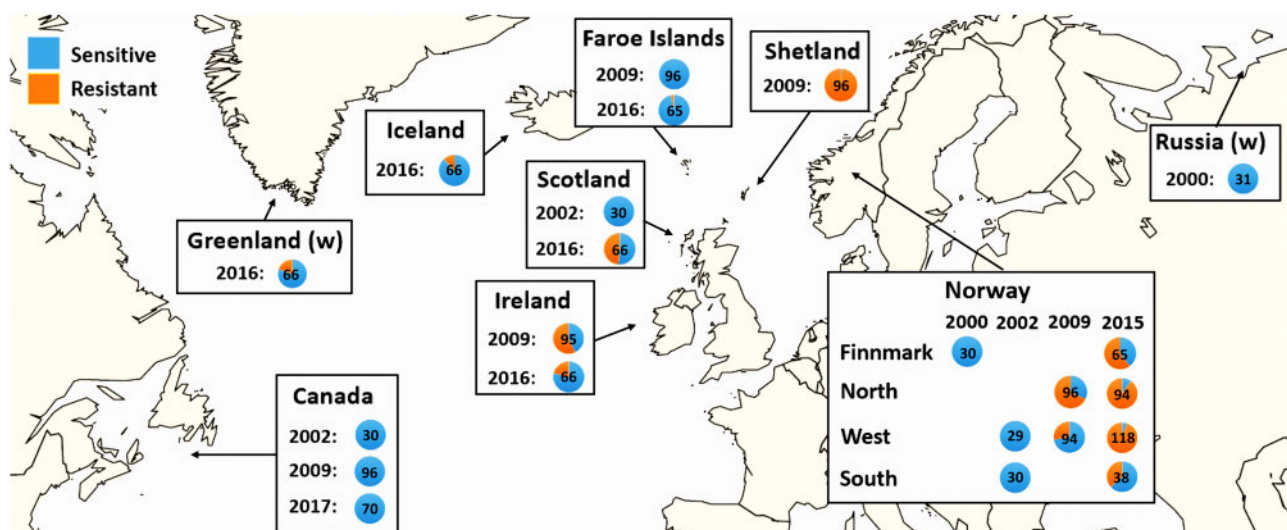 Sensitive
Resistant
Faroe Islands
2009: 96
2016: 65
Shetland
2009: 96
Iceland
2016: 66
Russia (w)
2000: 31
Scotland
2002: 30
2016: 66
Greenland (w)
2016: 66
Ireland
2009: 95
2016: 66
Canada
2002: 30
2009: 96
2017: 70
Norway
2000 2002 2009 2015
Finnmark 30 65
North 96 94
West 29 94 118
South 30 38